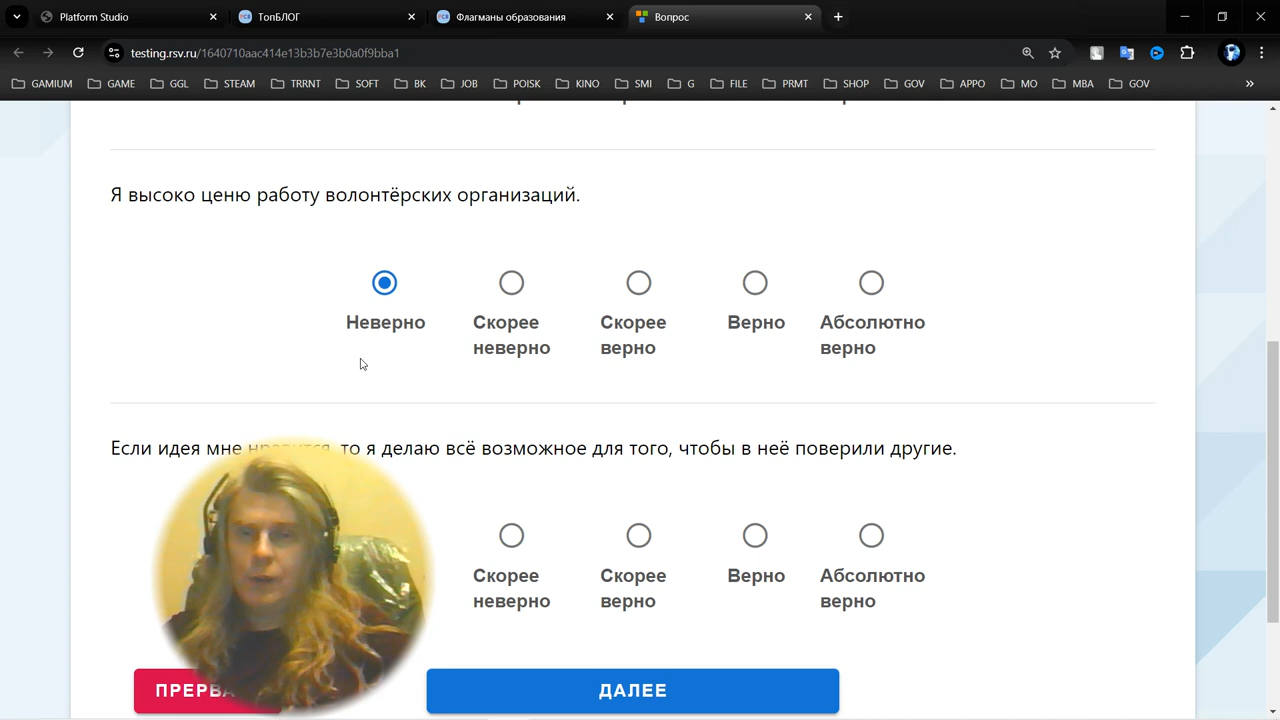 Platform Studio
ТопБЛОГ
Флагманы образования
Вопрос
testing.rsv.ru/1640710aac414e13b3b7e3b0a0f9bba1
GAMIUM GAME GGL STEAM TRRNT SOFT BK JOB POISK KINO SMI G FILE PRMT SHOP GOV APPO MO MBA GOV
Я высоко ценю работу волонтёрских организаций.
Неверно
Скорее неверно
Скорее верно
Верно
Абсолютно верно
Если идея мне нравится, то я делаю всё возможное для того, чтобы в неё поверили другие.
Скорее неверно
Скорее верно
Верно
Абсолютно верно
ПРЕРВА
ДАЛЕЕ